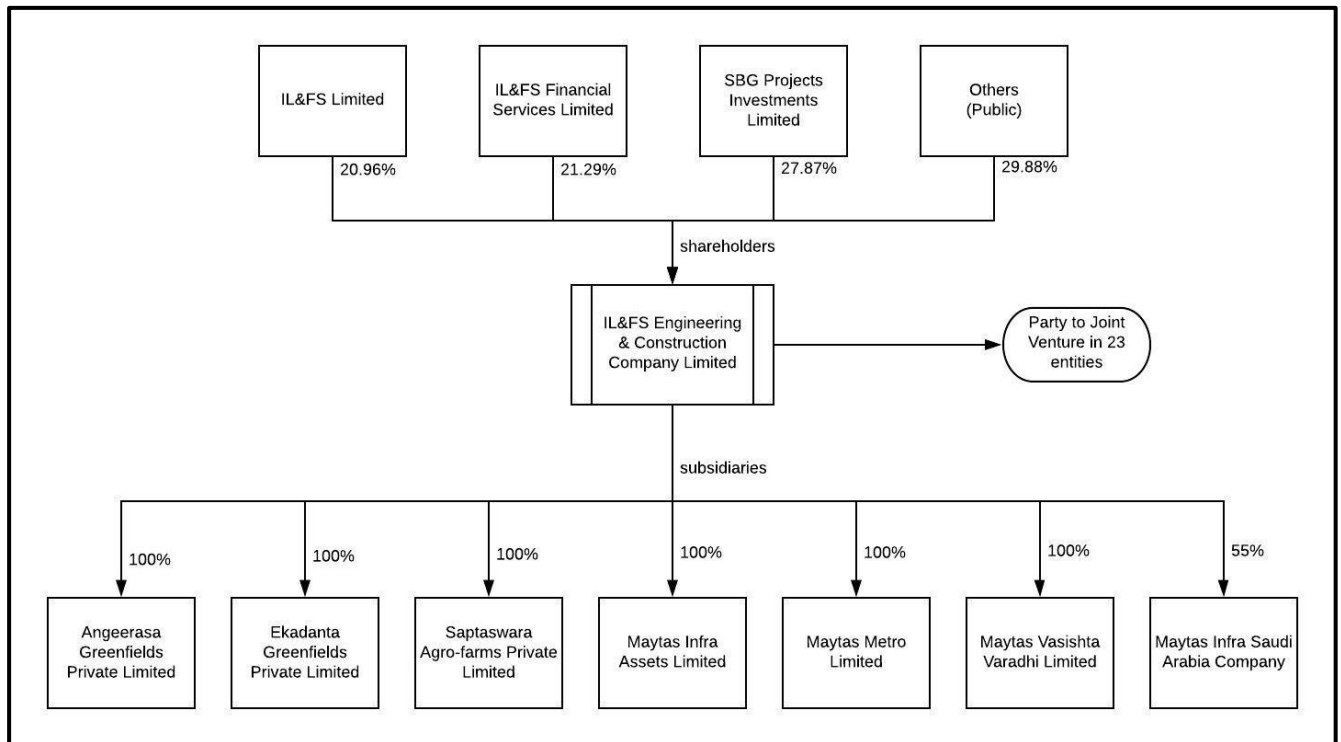 IL&FS Limited
IL&FS Financial
Services Limited
SBG Projects
Investments
Limited
Others
(Public)
20.96%
21.29%
27.87%
29.88%
shareholders
IL&FS Engineering
& Construction
Company Limited
Party to Joint
Venture in 23
entities
subsidiaries
100%
100%
100%
100%
100%
100%
55%
Angeerasa
Greenfields
Private Limited
Ekadanta
Greenfields
Private Limited
Saptaswara
Agro-farms Private
Limited
Maytas Infra
Assets Limited
Maytas Metro
Limited
Maytas Vasishta
Varadhi Limited
Maytas Infra Saudi
Arabia Company